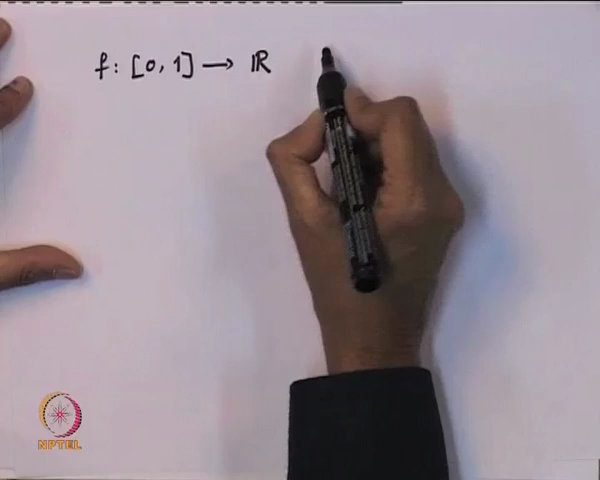 f: [0, 1] → ℝ
NPTEL